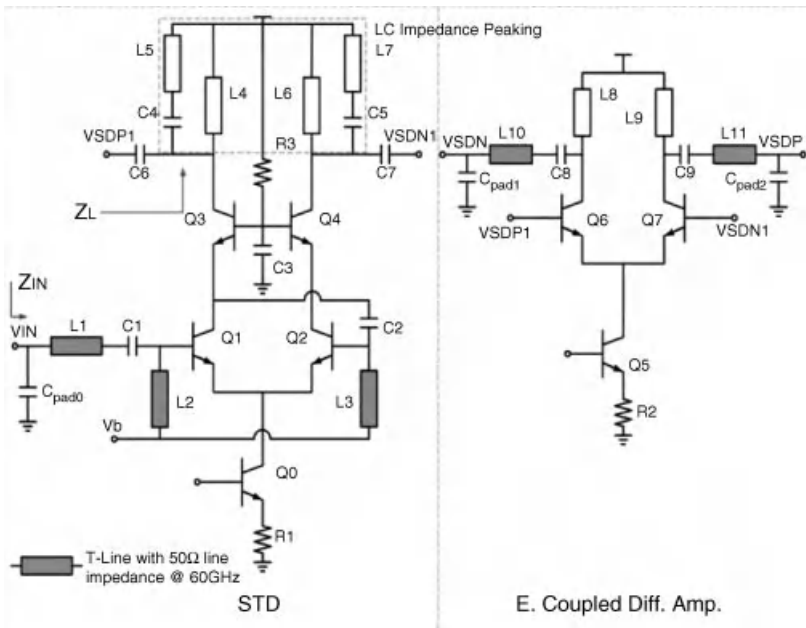 LC Impedance Peaking
L5
L7
L4
L6
L8
C4
C5
L9
VSDP1
VSDN1
VSDN
L10
L11
VSDP
R3
C6
C7
C8
C9
Cpad1
Cpad2
ZL
Q3
Q4
Q6
Q7
VSDP1
VSDN1
C3
ZIN
VIN
L1
C1
Q1
Q2
C2
Q5
Cpad0
L2
L3
R2
Vb
Q0
R1
T-Line with 50Ω line
impedance @ 60GHz
STD
E. Coupled Diff. Amp.